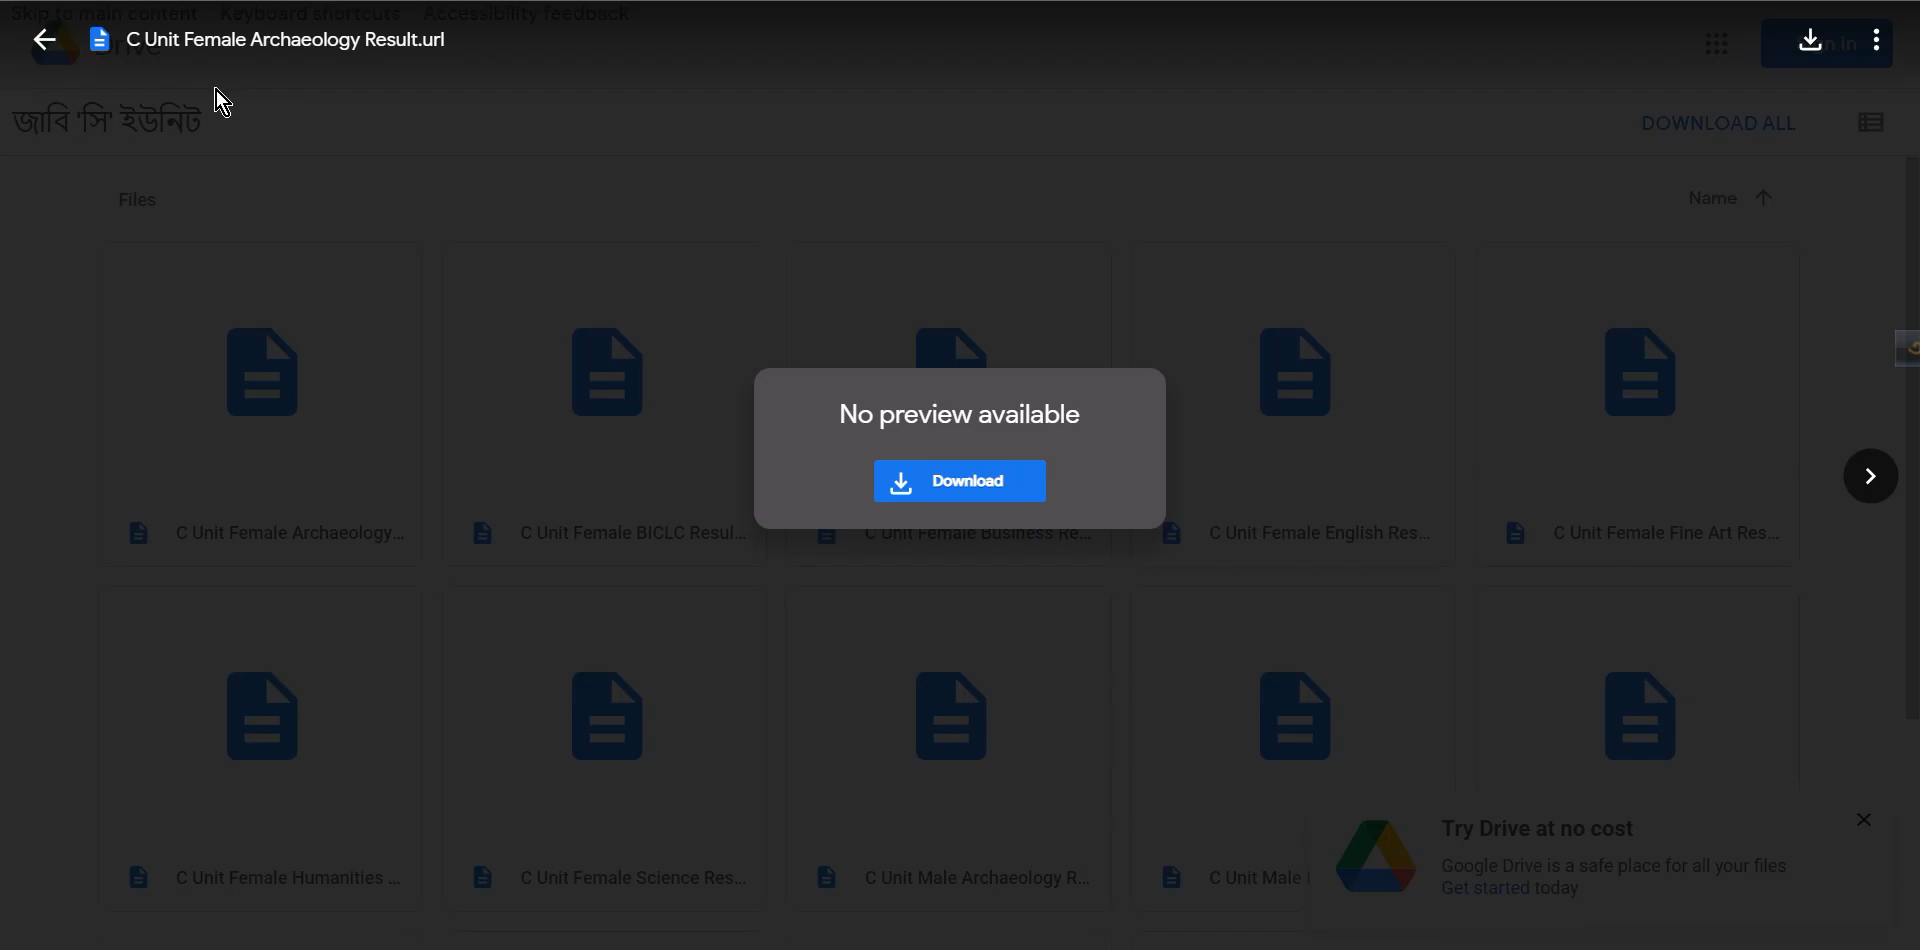 Skip to main content Keyboard shortcuts Accessibility feedback
C Unit Female Archaeology Result.url
Drive
Sign in
জাবি 'সি' ইউনিট
DOWNLOAD ALL
Files
Name
No preview available
Download
C Unit Female Archaeology...
C Unit Female BICLC Resul...
C Unit Female Business Re...
C Unit Female English Res...
C Unit Female Fine Art Res...
Try Drive at no cost
Google Drive is a safe place for all your files
Get started today
C Unit Female Humanities ...
C Unit Female Science Res...
C Unit Male Archaeology R...
C Unit Male